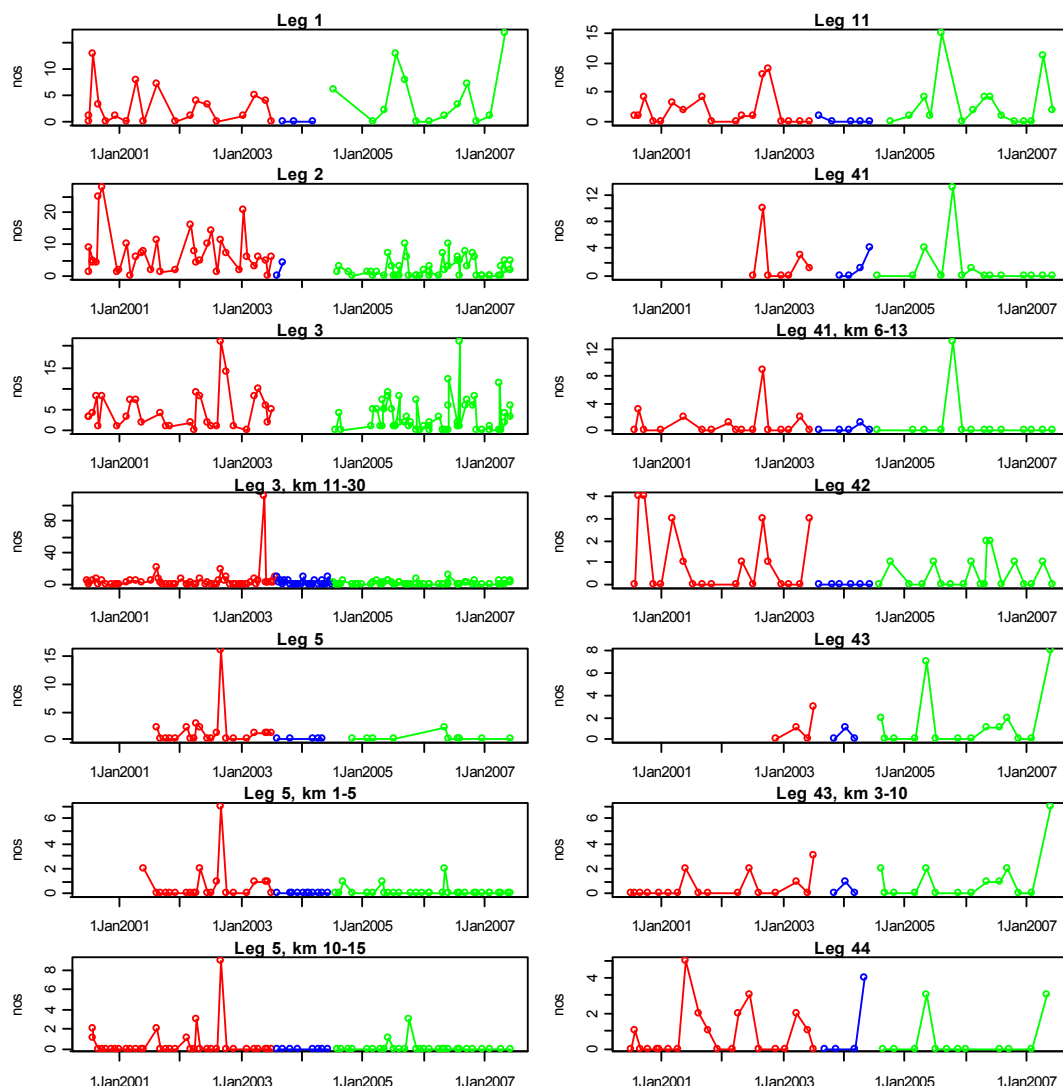 Leg 1
nos
0 5 10
1Jan2001 1Jan2003 1Jan2005 1Jan2007
Leg 2
nos
0 10 20
1Jan2001 1Jan2003 1Jan2005 1Jan2007
Leg 3
nos
0 5 15
1Jan2001 1Jan2003 1Jan2005 1Jan2007
Leg 3, km 11-30
nos
0 40 80
1Jan2001 1Jan2003 1Jan2005 1Jan2007
Leg 5
nos
0 5 10 15
1Jan2001 1Jan2003 1Jan2005 1Jan2007
Leg 5, km 1-5
nos
0 2 4 6
1Jan2001 1Jan2003 1Jan2005 1Jan2007
Leg 5, km 10-15
nos
0 2 4 6 8
1Jan2001 1Jan2003 1Jan2005 1Jan2007
Leg 11
nos
0 5 10 15
1Jan2001 1Jan2003 1Jan2005 1Jan2007
Leg 41
nos
0 4 8 12
1Jan2001 1Jan2003 1Jan2005 1Jan2007
Leg 41, km 6-13
nos
0 4 8 12
1Jan2001 1Jan2003 1Jan2005 1Jan2007
Leg 42
nos
0 1 2 3 4
1Jan2001 1Jan2003 1Jan2005 1Jan2007
Leg 43
nos
0 2 4 6 8
1Jan2001 1Jan2003 1Jan2005 1Jan2007
Leg 43, km 3-10
nos
0 2 4 6
1Jan2001 1Jan2003 1Jan2005 1Jan2007
Leg 44
nos
0 2 4
1Jan2001 1Jan2003 1Jan2005 1Jan2007